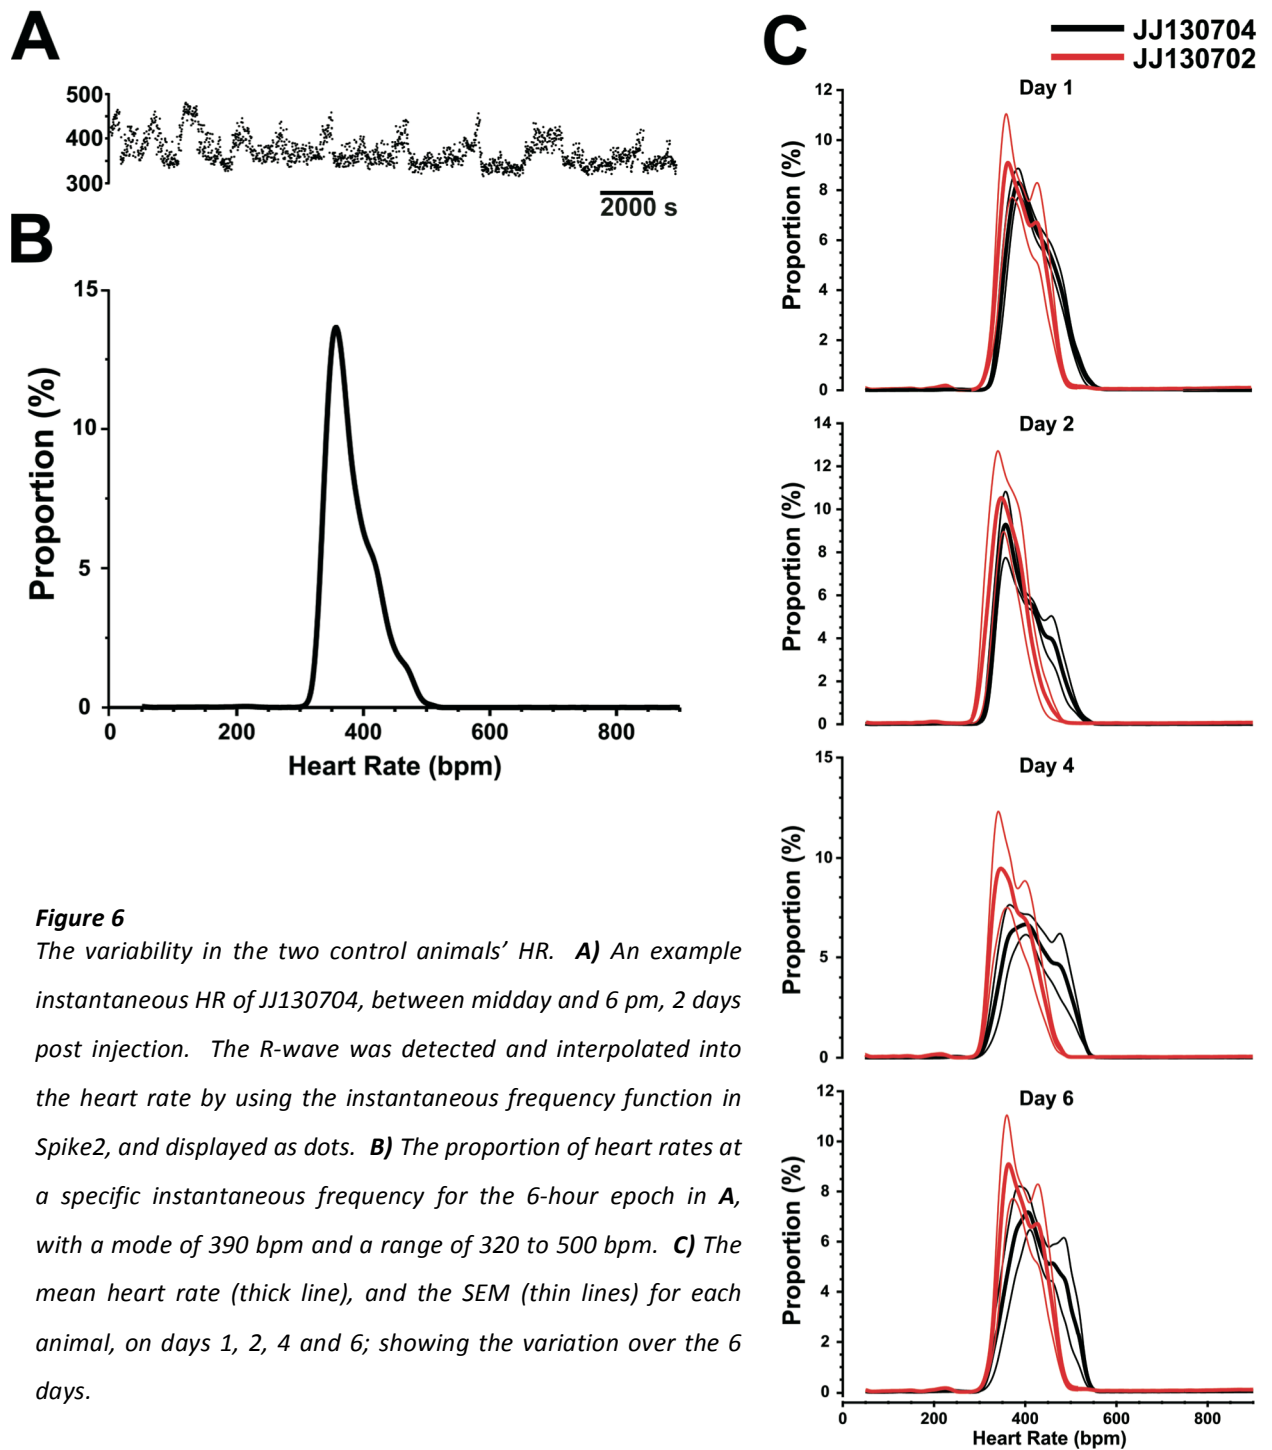 A
500
400
300
2000 s
B
15
10
5
0
Proportion (%)
0 200 400 600 800
Heart Rate (bpm)
Figure 6
The variability in the two control animals’ HR. A) An example
instantaneous HR of JJ130704, between midday and 6 pm, 2 days
post injection. The R-wave was detected and interpolated into
the heart rate by using the instantaneous frequency function in
Spike2, and displayed as dots. B) The proportion of heart rates at
a specific instantaneous frequency for the 6-hour epoch in A,
with a mode of 390 bpm and a range of 320 to 500 bpm. C) The
mean heart rate (thick line), and the SEM (thin lines) for each
animal, on days 1, 2, 4 and 6; showing the variation over the 6
days.
C
JJ130704
JJ130702
Day 1
12
10
8
6
4
2
0
Proportion (%)
Day 2
14
12
10
8
6
4
2
0
Proportion (%)
Day 4
15
10
5
0
Proportion (%)
Day 6
12
10
8
6
4
2
0
Proportion (%)
0 200 400 600 800
Heart Rate (bpm)